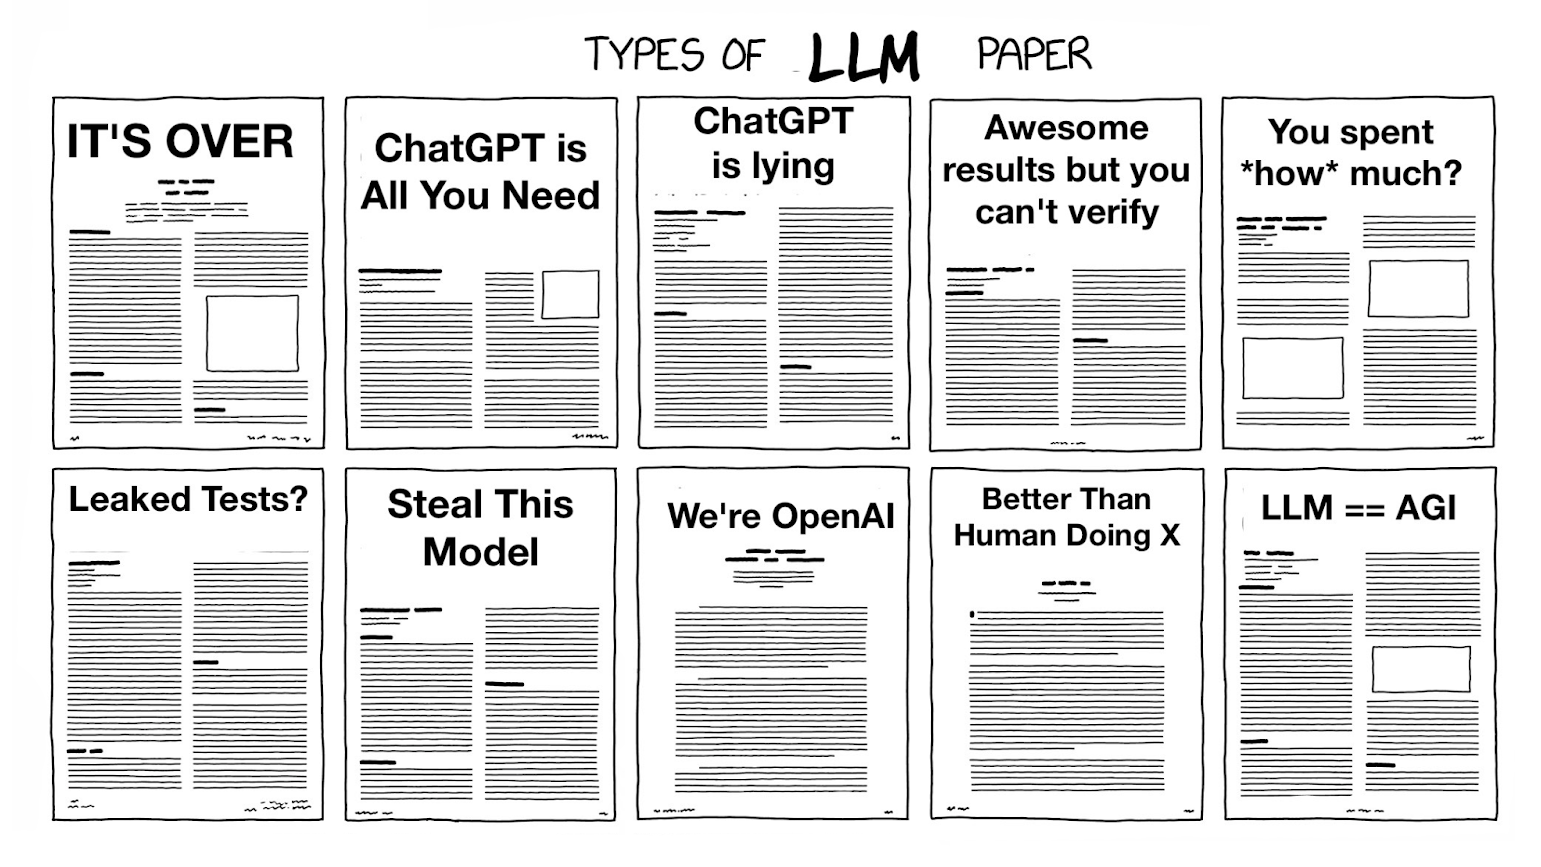 TYPES OF LLM PAPER
IT'S OVER
ChatGPT is
All You Need
ChatGPT
is lying
Awesome
results but you
can't verify
You spent
*how* much?
Leaked Tests?
Steal This
Model
We're OpenAI
Better Than
Human Doing X
LLM == AGI